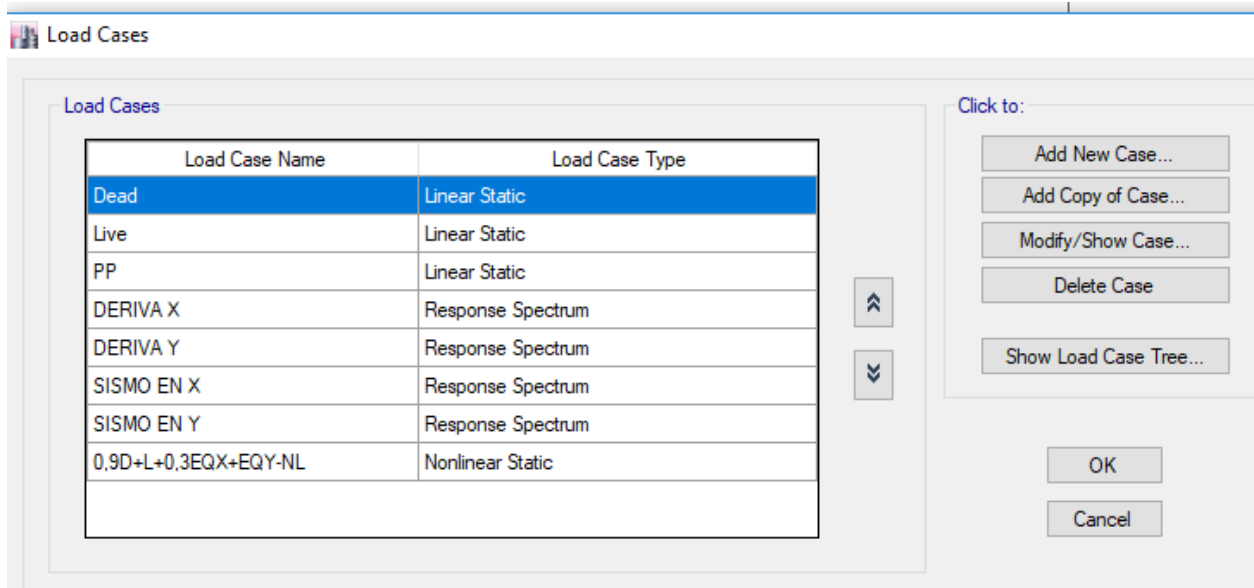 Load Cases
Load Cases
Click to:
Load Case Name Load Case Type
Dead Linear Static
Live Linear Static
PP Linear Static
DERIVA X Response Spectrum
DERIVA Y Response Spectrum
SISMO EN X Response Spectrum
SISMO EN Y Response Spectrum
0,9D+L+0,3EQX+EQY-NL Nonlinear Static
Add New Case...
Add Copy of Case...
Modify/Show Case...
Delete Case
Show Load Case Tree...
OK
Cancel